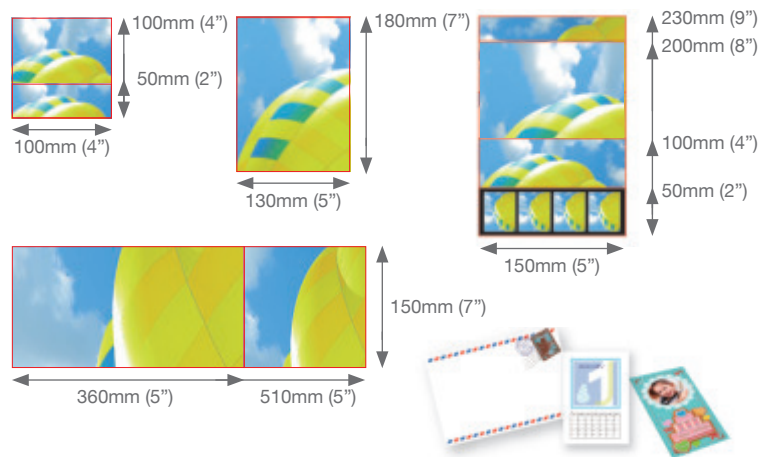 100mm (4")
50mm (2")
100mm (4")
180mm (7")
130mm (5")
230mm (9")
200mm (8")
100mm (4")
50mm (2")
150mm (5")
150mm (7")
360mm (5")
510mm (5")
1